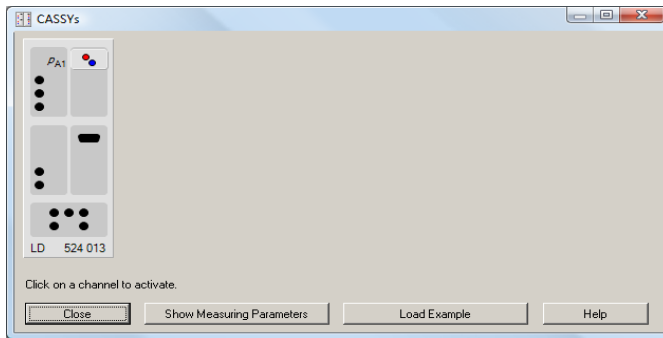 CASSYs
pA1
LD 524 013
Click on a channel to activate.
Close Show Measuring Parameters Load Example Help